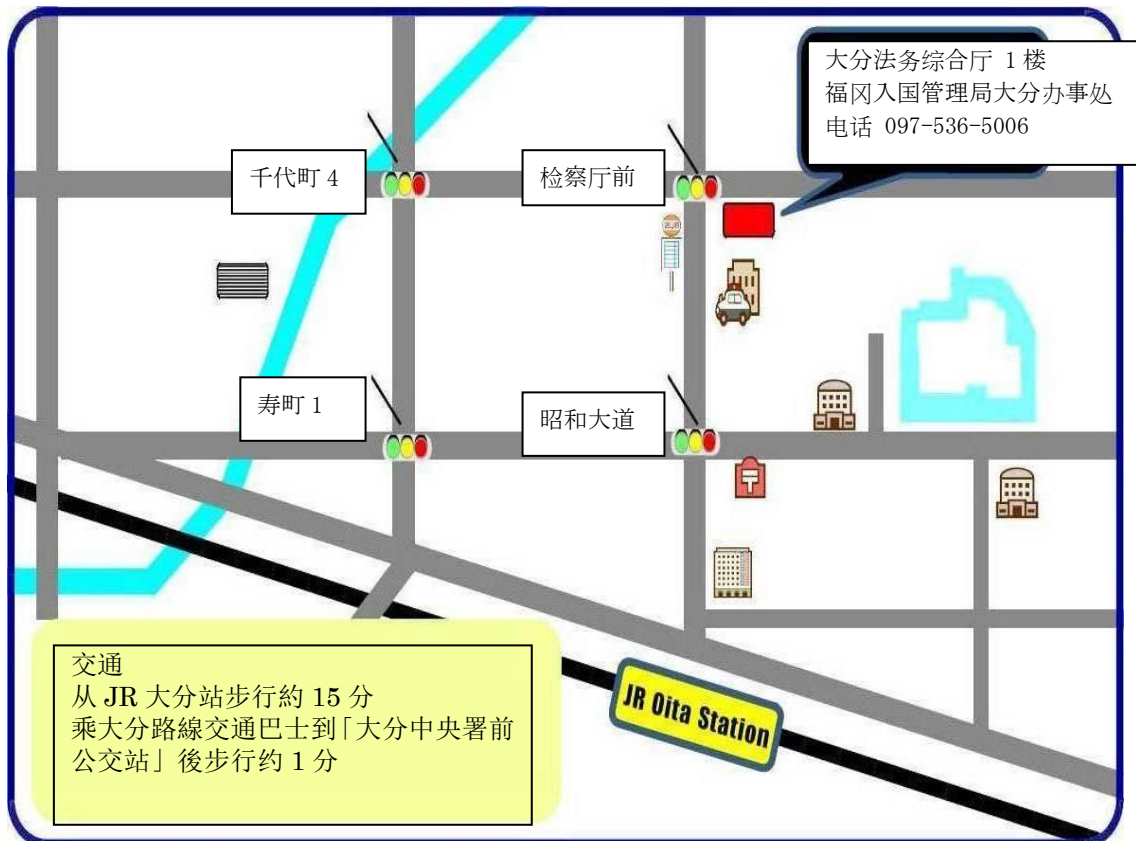 大分法务综合厅 1楼
福冈入国管理局大分办事处
电话 097-536-5006
千代町 4
检察厅前
寿町 1
昭和大道
交通
从 JR 大分站步行約 15 分
乘大分路線交通巴士到「大分中央署前
公交站」後步行约 1 分
JR Oita Station